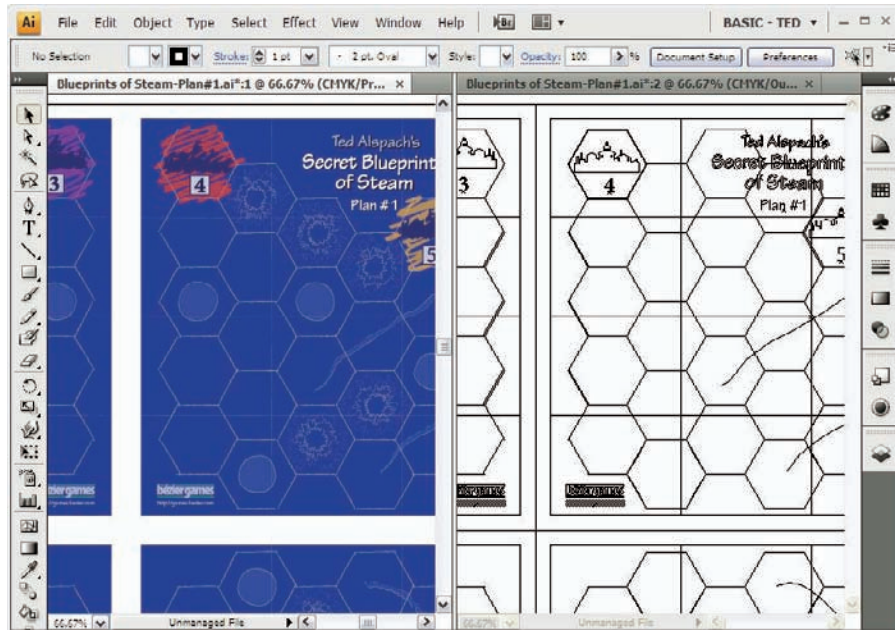 Ai File Edit Object Type Select Effect View Window Help Br BASIC - TED
No Selection Stroke: 1 pt 2 pt. Oval Style: Opacity: 100 % Document Setup Preferences
Blueprints of Steam-Plan#1.ai*:1 @ 66.67% (CMYK/Pr... ×
Blueprints of Steam-Plan#1.ai*:2 @ 66.67% (CMYK/Ou... ×
3
4
Ted Alspach's
Secret Blueprint
of Steam
Plan #1
5
bézier games
3
4
Ted Alspach's
Secret Blueprint
of Steam
Plan #1
5
béziergames
66.67% Unmanaged File
66.67% Unmanaged File